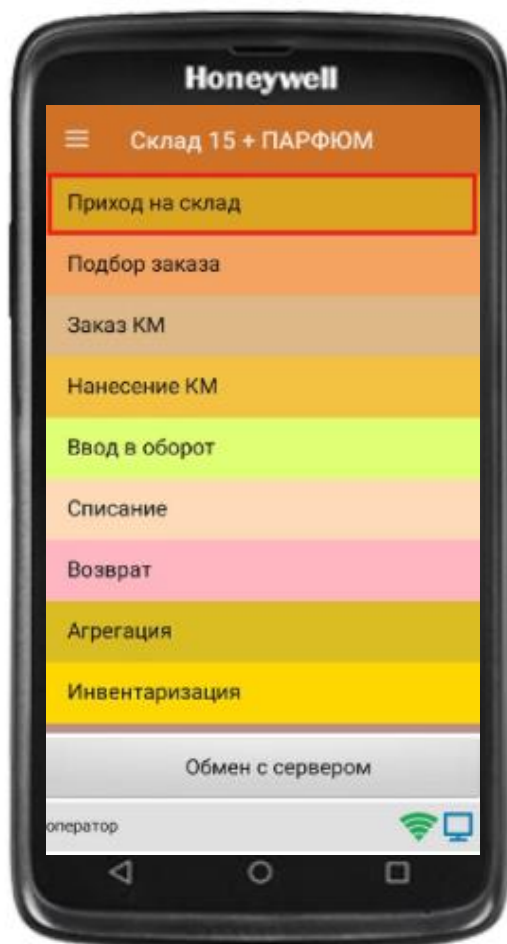 Honeywell
Склад 15 + ПАРФЮМ
Приход на склад
Подбор заказа
Заказ КМ
Нанесение КМ
Ввод в оборот
Списание
Возврат
Агрегация
Инвентаризация
Обмен с сервером
оператор